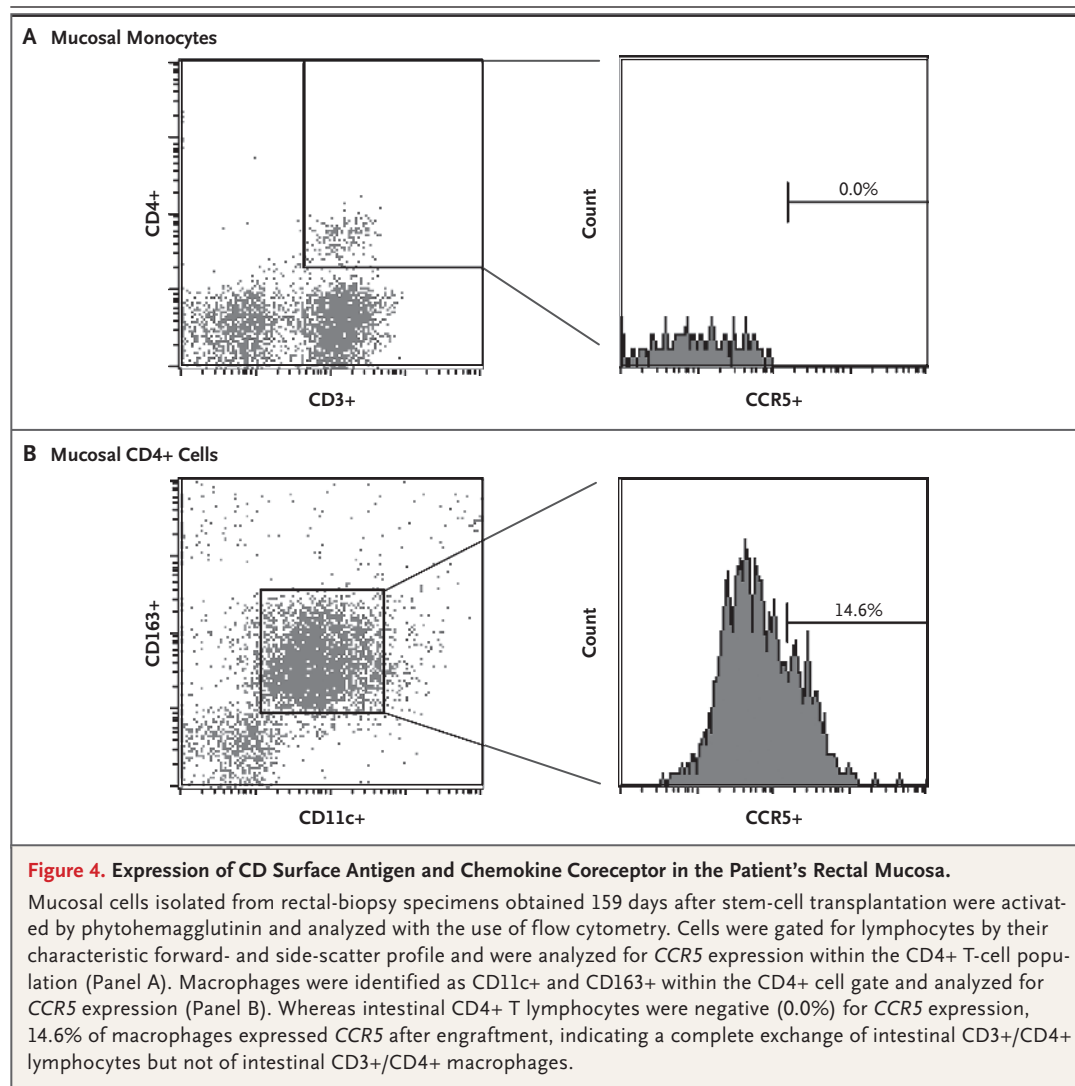 A Mucosal Monocytes
CD4+
CD3+
Count
0.0%
CCR5+
B Mucosal CD4+ Cells
CD163+
CD11c+
Count
14.6%
CCR5+
Figure 4. Expression of CD Surface Antigen and Chemokine Coreceptor in the Patient's Rectal Mucosa.
Mucosal cells isolated from rectal-biopsy specimens obtained 159 days after stem-cell transplantation were activat-
ed by phytohemagglutinin and analyzed with the use of flow cytometry. Cells were gated for lymphocytes by their
characteristic forward- and side-scatter profile and were analyzed for CCR5 expression within the CD4+ T-cell popu-
lation (Panel A). Macrophages were identified as CD11c+ and CD163+ within the CD4+ cell gate and analyzed for
CCR5 expression (Panel B). Whereas intestinal CD4+ T lymphocytes were negative (0.0%) for CCR5 expression,
14.6% of macrophages expressed CCR5 after engraftment, indicating a complete exchange of intestinal CD3+/CD4+
lymphocytes but not of intestinal CD3+/CD4+ macrophages.